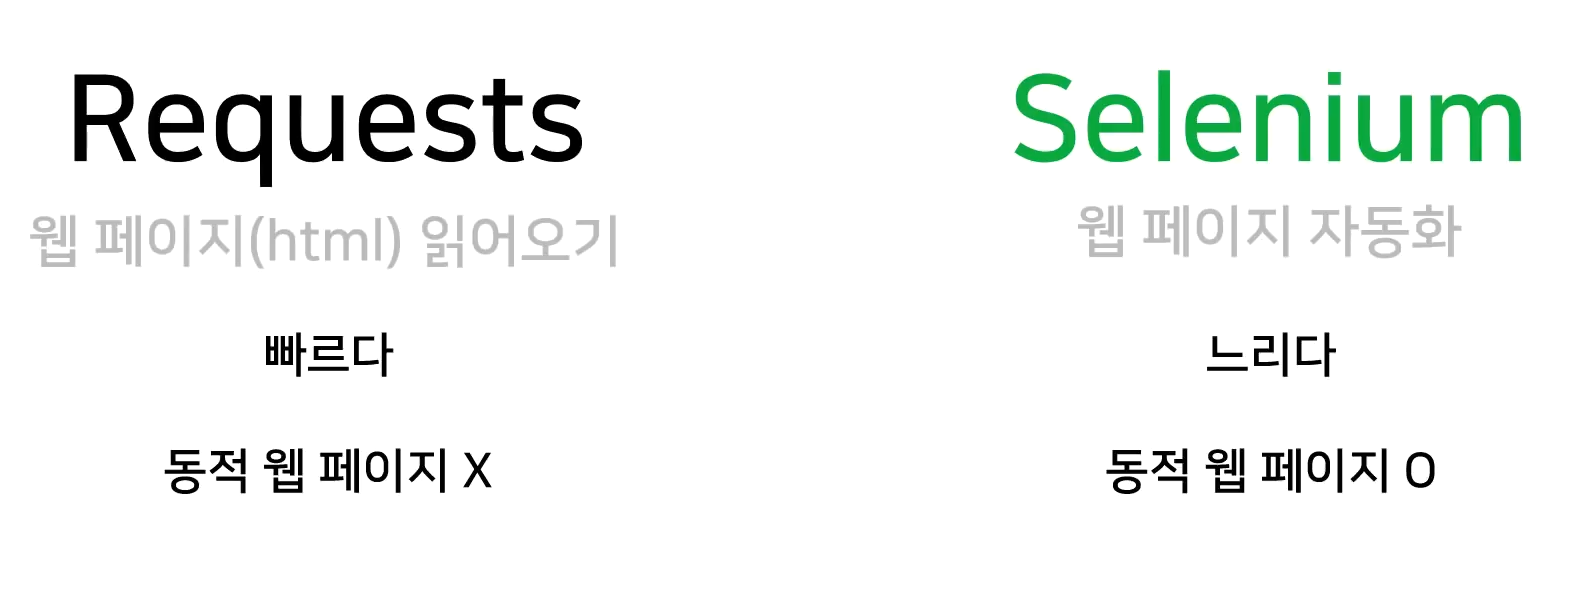 Requests
웹 페이지(html) 읽어오기
빠르다
동적 웹 페이지 X
Selenium
웹 페이지 자동화
느리다
동적 웹 페이지 O